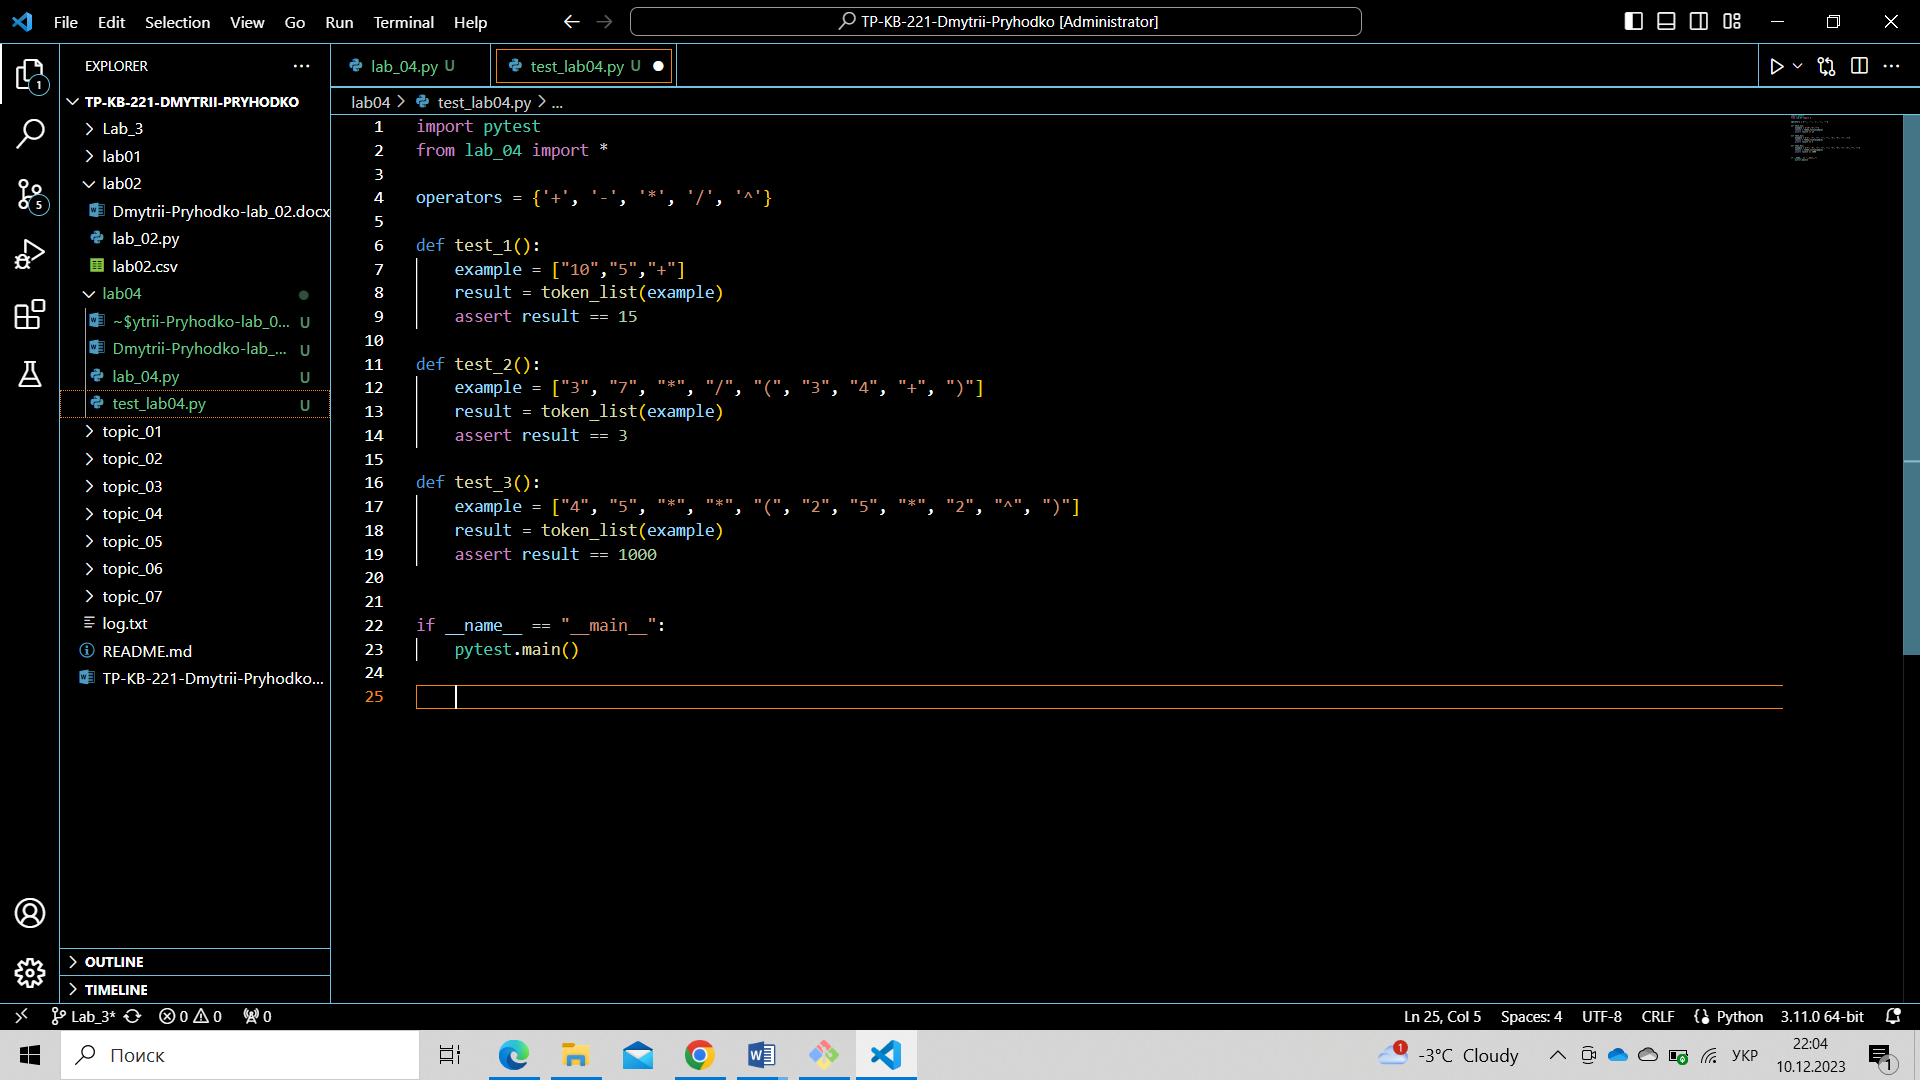 File Edit Selection View Go Run Terminal Help
TP-KB-221-Dmytrii-Pryhodko [Administrator]
EXPLORER
TP-KB-221-DMYTRII-PRYHODKO
Lab_3
lab01
lab02
Dmytrii-Pryhodko-lab_02.docx
lab_02.py
lab02.csv
lab04
~$ytrii-Pryhodko-lab_0... U
Dmytrii-Pryhodko-lab_... U
lab_04.py U
test_lab04.py U
topic_01
topic_02
topic_03
topic_04
topic_05
topic_06
topic_07
log.txt
README.md
TP-KB-221-Dmytrii-Pryhodko...
OUTLINE
TIMELINE
1
5
lab_04.py U
test_lab04.py U
lab04 > test_lab04.py > ...
1 import pytest
2 from lab_04 import *
3
4 operators = {'+', '-', '*', '/', '^'}
5
6 def test_1():
7 example = ["10","5","+"]
8 result = token_list(example)
9 assert result == 15
10
11 def test_2():
12 example = ["3", "7", "*", "/", "(", "3", "4", "+", ")"]
13 result = token_list(example)
14 assert result == 3
15
16 def test_3():
17 example = ["4", "5", "*", "*", "(", "2", "5", "*", "2", "^", ")"]
18 result = token_list(example)
19 assert result == 1000
20
21
22 if __name__ == "__main__":
23 pytest.main()
24
25
Lab_3* 0 0 0
Ln 25, Col 5 Spaces: 4 UTF-8 CRLF Python 3.11.0 64-bit
Поиск
1
-3°C Cloudy
УКР
22:04
10.12.2023
1